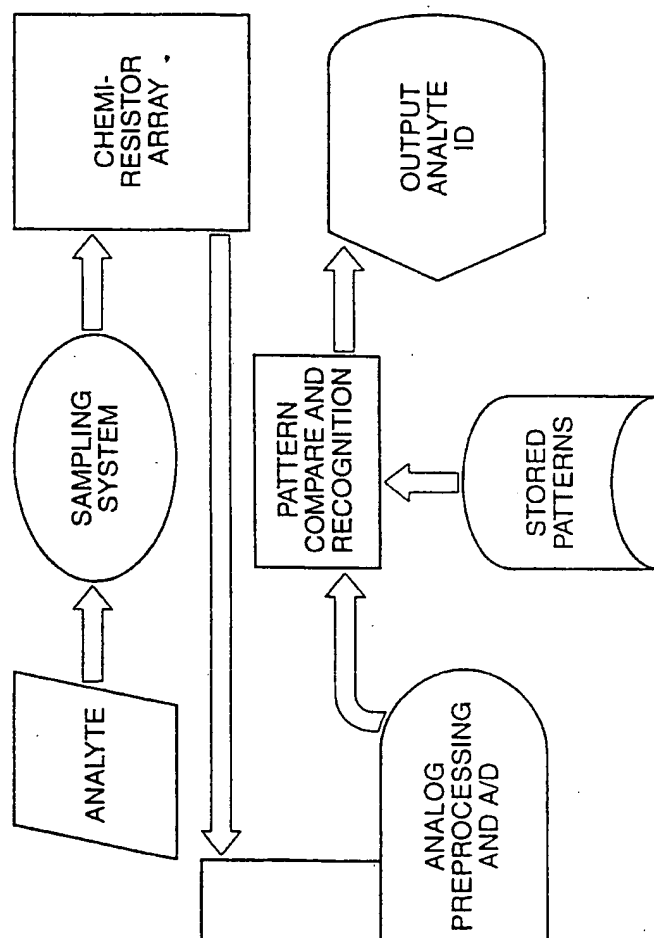 ANALYTE
SAMPLING
SYSTEM
CHEMI-
RESISTOR
ARRAY
ANALOG
PREPROCESSING
AND A/D
PATTERN
COMPARE AND
RECOGNITION
STORED
PATTERNS
OUTPUT
ANALYTE
ID